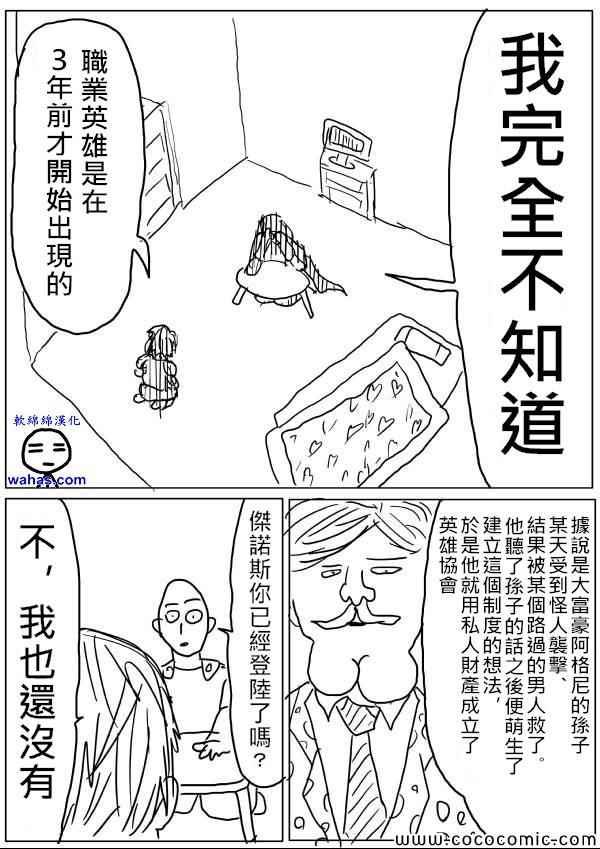 我完全不知道
職業英雄是在
3年前才開始出現的
軟綿綿漢化
wahas.com
據說是大富豪阿格尼的孫子
某天受到怪人襲擊、
結果被某個路過的男人救了。
他聽了孫子的話之後便萌生了
建立這個制度的想法，
於是他就用私人財產成立了
英雄協會
傑諾斯你已經登陸了嗎？
不，我也還沒有
www.cococomic.com